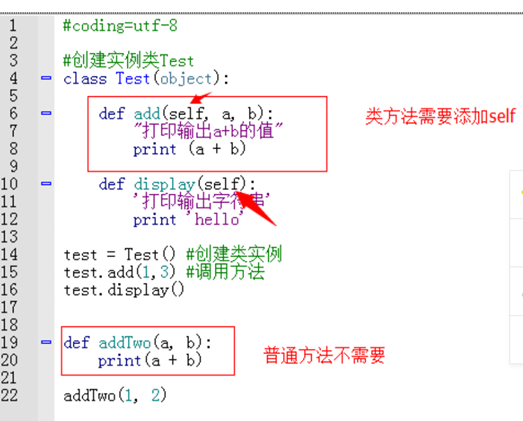 1 #coding=utf-8
2
3 #创建实例类Test
4 class Test(object):
5
6 def add(self, a, b):
7 "打印输出a+b的值"
8 print (a + b)
9
10 def display(self):
11 '打印输出字符串'
12 print 'hello'
13
14 test = Test() #创建类实例
15 test.add(1,3) #调用方法
16 test.display()
17
18
19 def addTwo(a, b):
20 print(a + b)
21
22 addTwo(1, 2)
类方法需要添加self
普通方法不需要